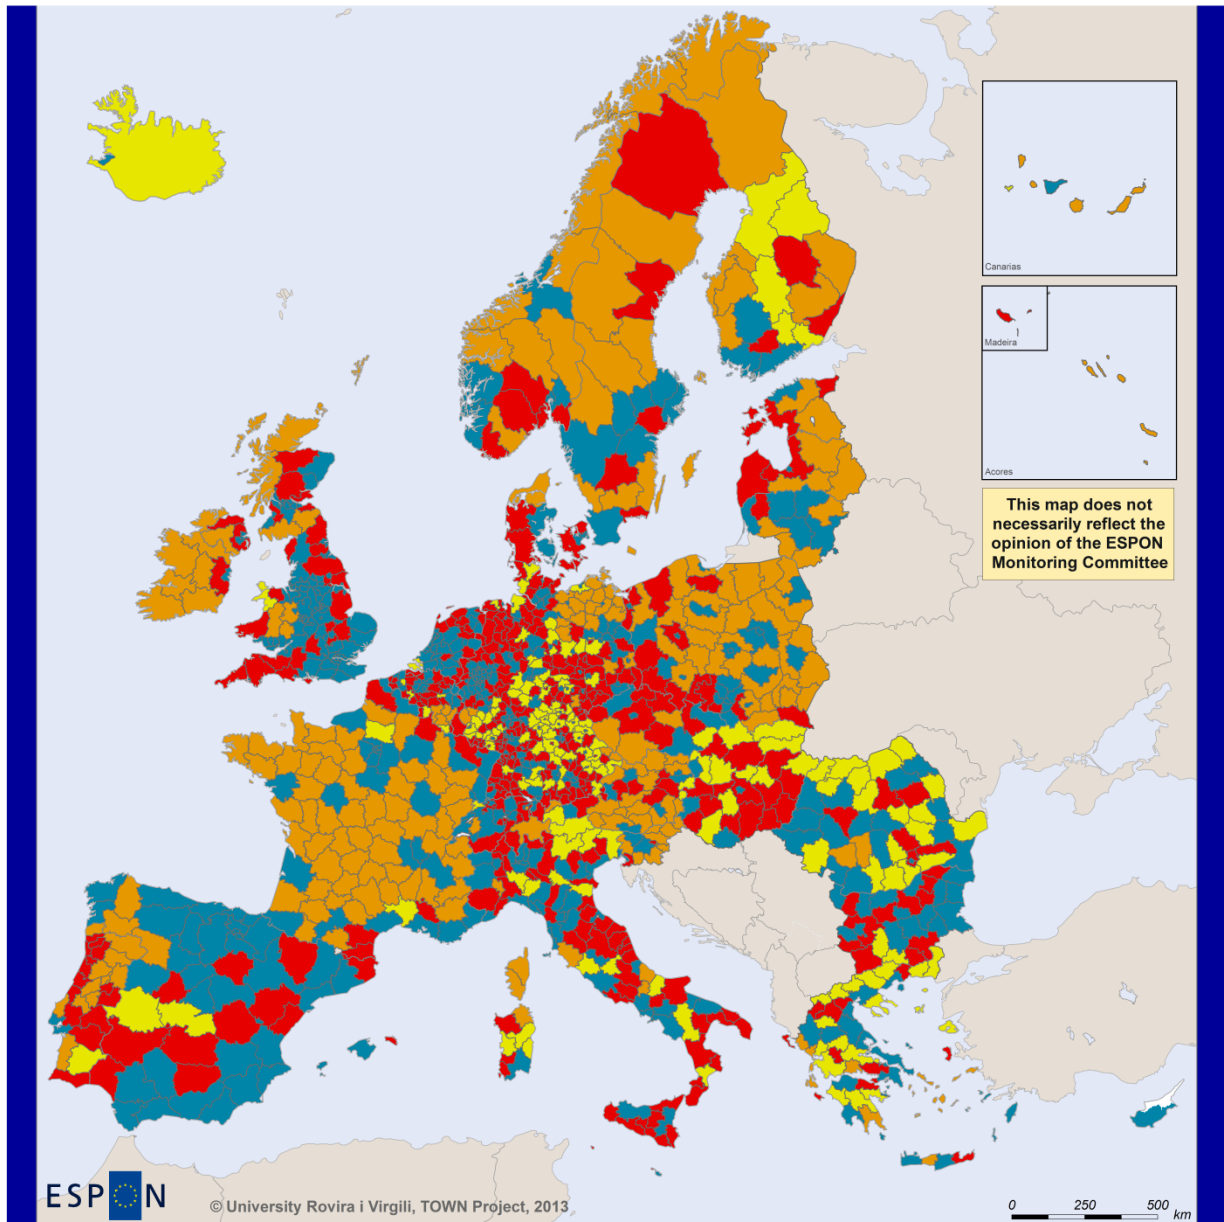 Canarias
Madeira
Acores
This map does not
necessarily reflect the
opinion of the ESPON
Monitoring Committee
ESPON
© University Rovira i Virgili, TOWN Project, 2013
0 250 500
km